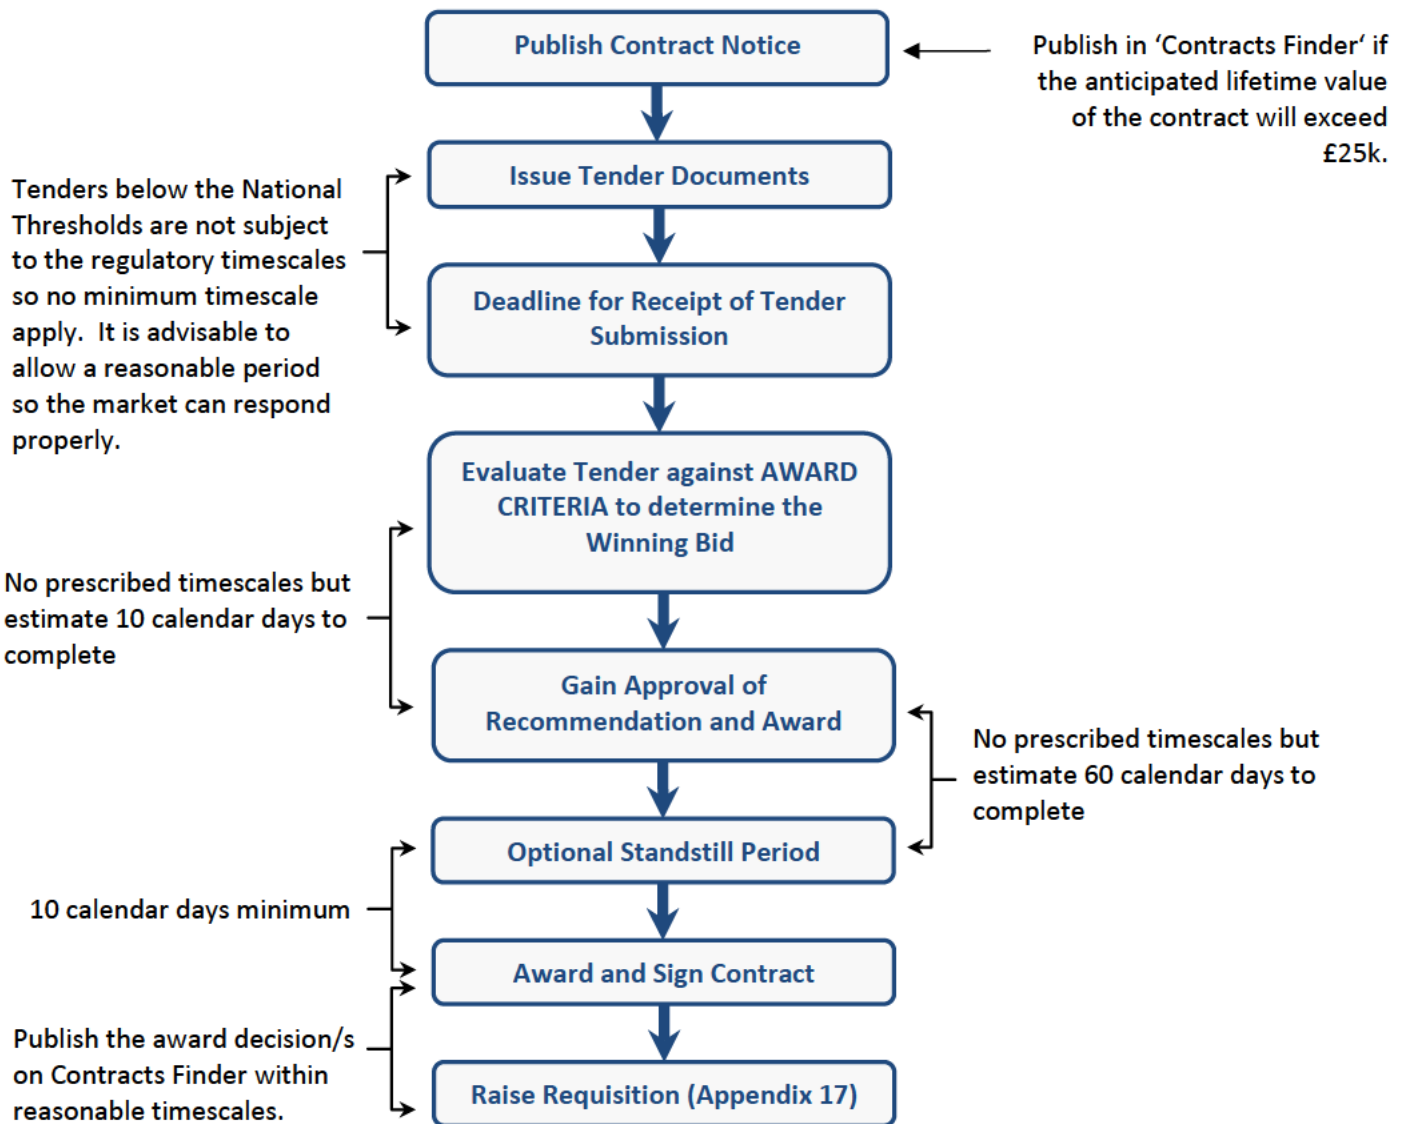 Publish Contract Notice
Publish in ‘Contracts Finder‘ if
the anticipated lifetime value
of the contract will exceed
£25k.
Issue Tender Documents
Tenders below the National
Thresholds are not subject
to the regulatory timescales
so no minimum timescale
apply.  It is advisable to
allow a reasonable period
so the market can respond
properly.
Deadline for Receipt of Tender
Submission
Evaluate Tender against AWARD
CRITERIA to determine the
Winning Bid
No prescribed timescales but
estimate 10 calendar days to
complete
Gain Approval of
Recommendation and Award
No prescribed timescales but
estimate 60 calendar days to
complete
Optional Standstill Period
10 calendar days minimum
Award and Sign Contract
Publish the award decision/s
on Contracts Finder within
reasonable timescales.
Raise Requisition (Appendix 17)